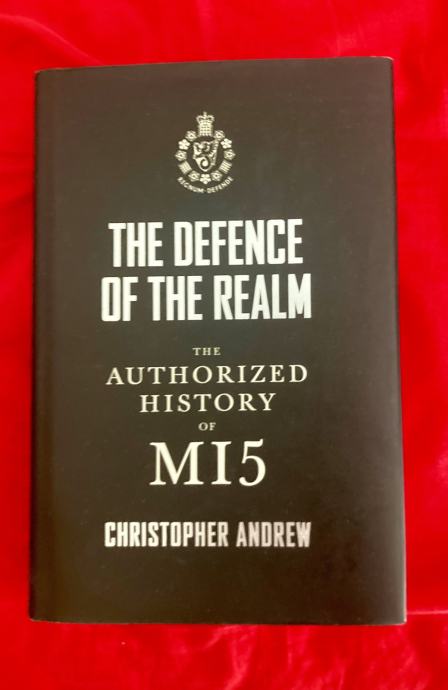 REGNUM DEFENDE
THE DEFENCE
OF THE REALM
THE
AUTHORIZED
HISTORY
OF
MI5
CHRISTOPHER ANDREW